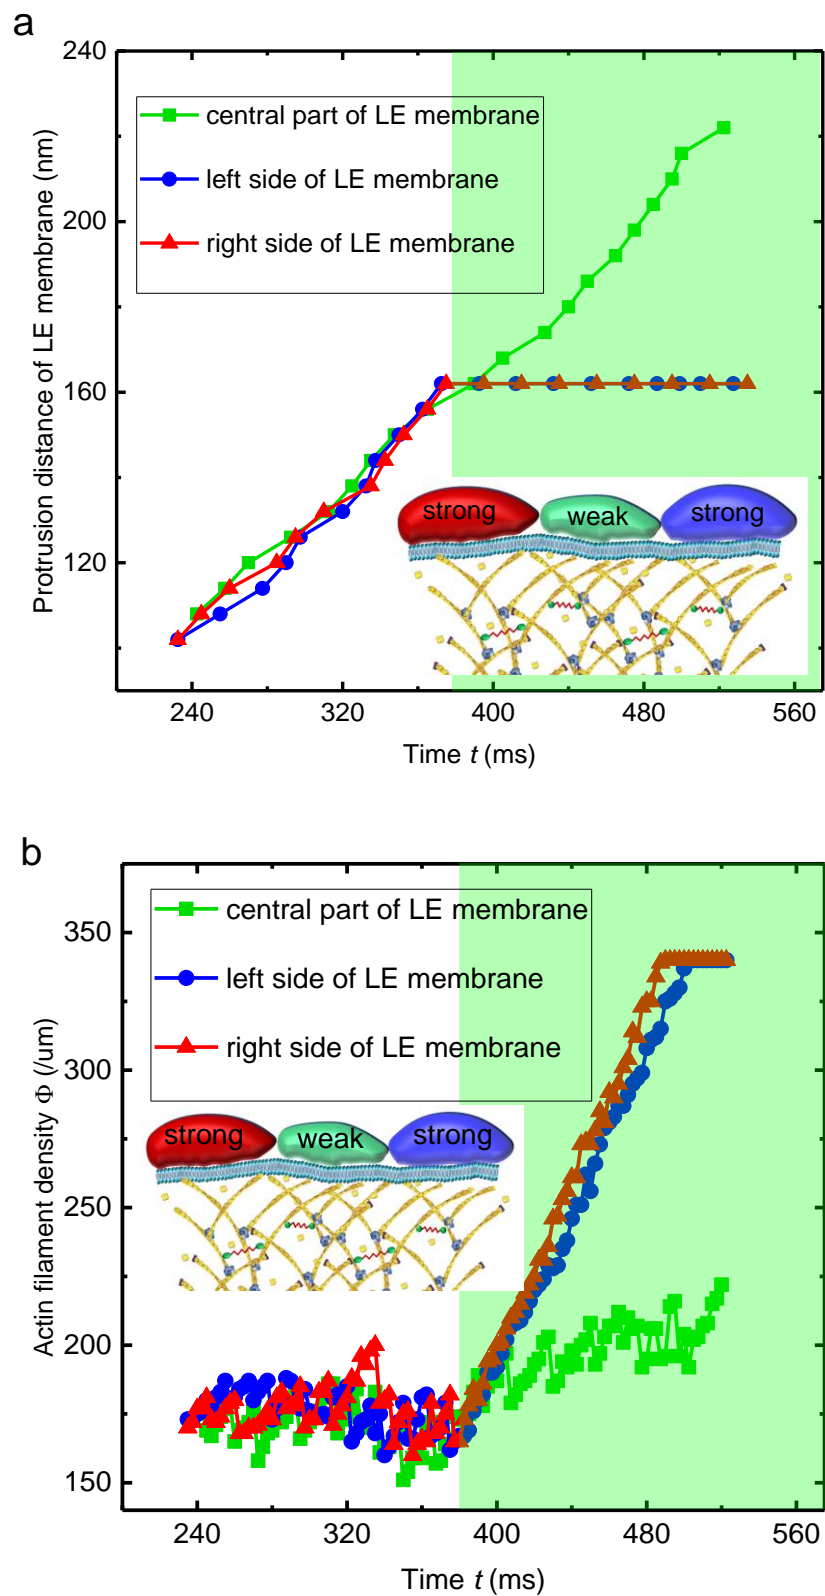 a
240
200
160
120
Protrusion distance of LE membrane (nm)
central part of LE membrane
left side of LE membrane
right side of LE membrane
strong
weak
strong
240
320
400
480
560
Time t (ms)
b
350
300
250
200
150
Actin filament density Φ (/um)
central part of LE membrane
left side of LE membrane
right side of LE membrane
strong
weak
strong
240
320
400
480
560
Time t (ms)